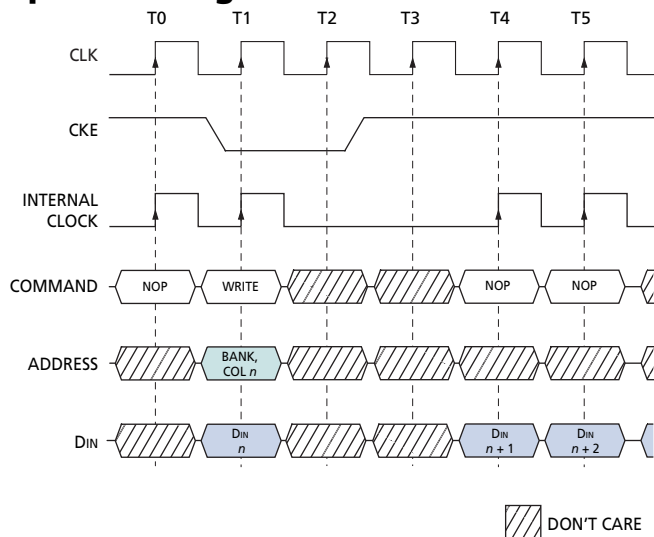 T0 T1 T2 T3 T4 T5
CLK
CKE
INTERNAL
CLOCK
COMMAND NOP WRITE NOP NOP
ADDRESS BANK,
COL n
DIN DIN
n DIN
n + 1 DIN
n + 2
DON'T CARE